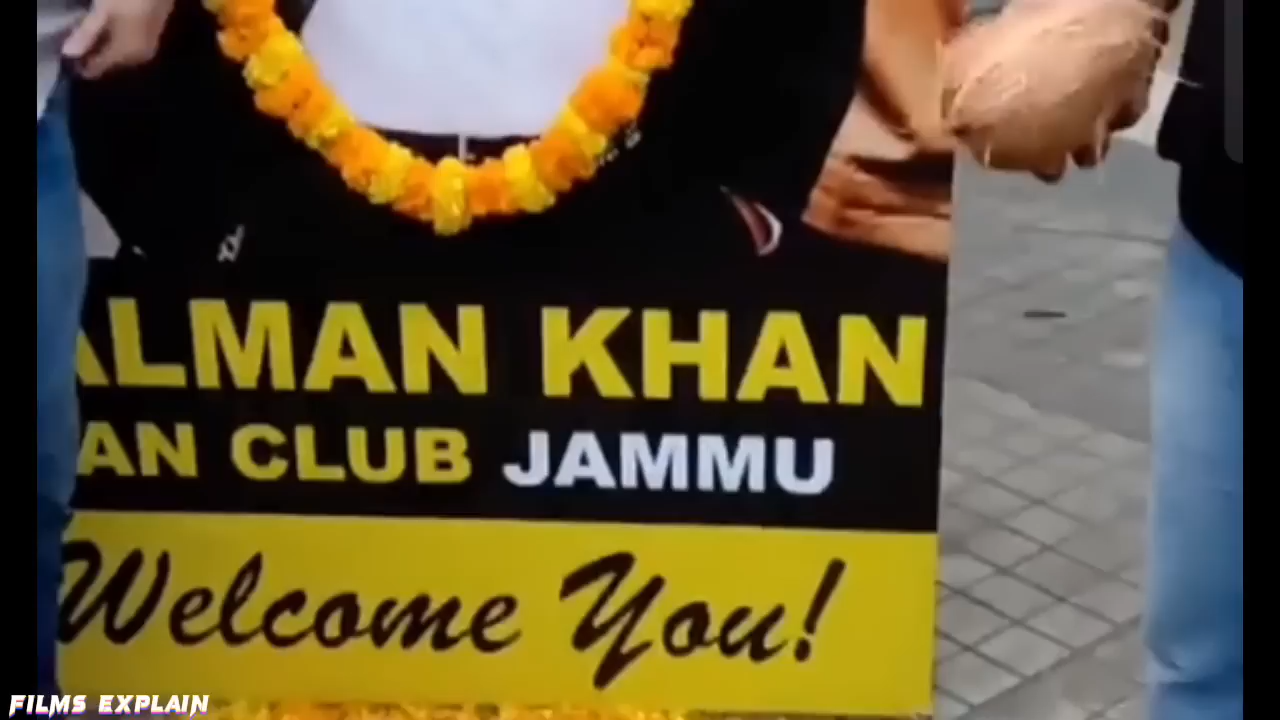 ALMAN KHAN
AN CLUB JAMMU
Welcome You!
FILMS EXPLAIN